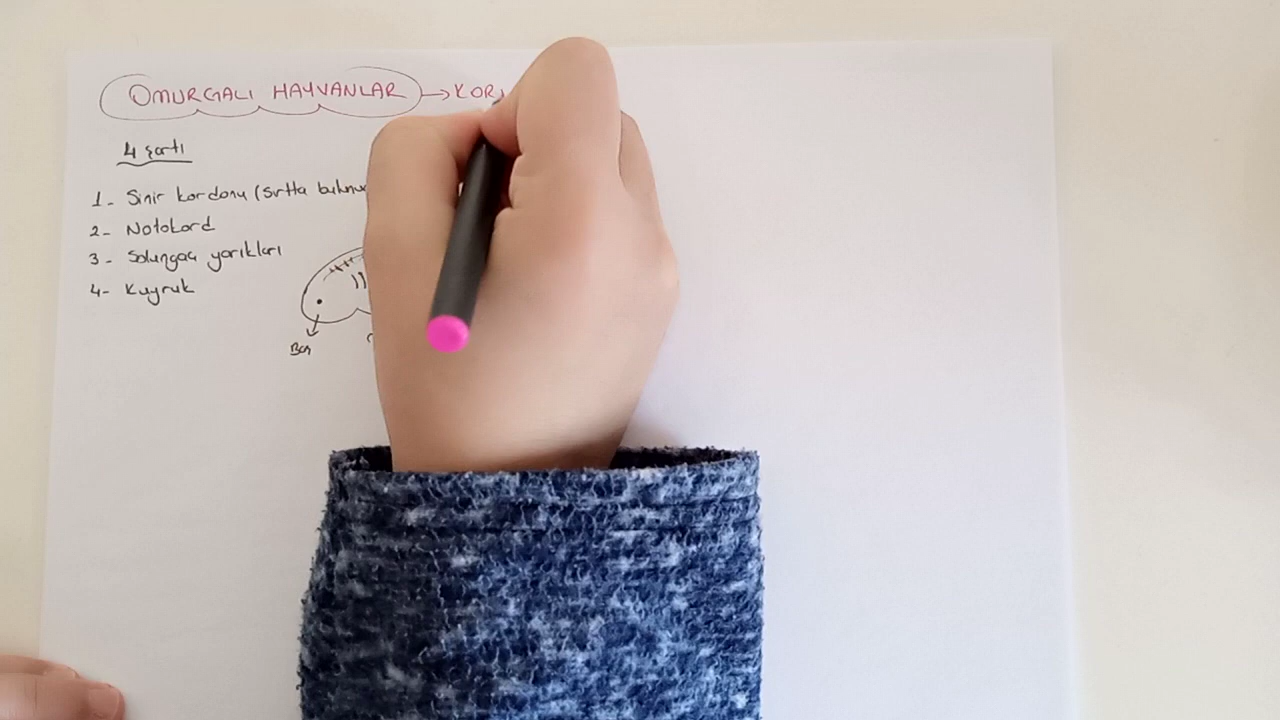 OMURGALI HAYVANLAR → KOR
4 şartı
1- Sinir kordonu (sırtta
2- Notokord
3- Solungaç yarıkları
4- Kuyruk
Baş